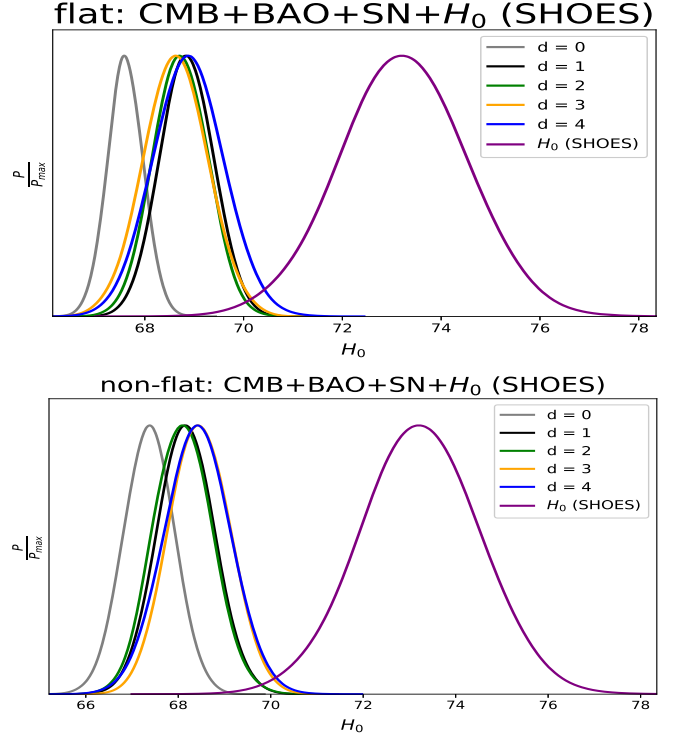 flat: CMB+BAO+SN+H₀ (SHOES)
d = 0
d = 1
d = 2
d = 3
d = 4
H₀ (SHOES)
P/Pmax
68 70 72 74 76 78
H₀
non-flat: CMB+BAO+SN+H₀ (SHOES)
d = 0
d = 1
d = 2
d = 3
d = 4
H₀ (SHOES)
P/Pmax
66 68 70 72 74 76 78
H₀